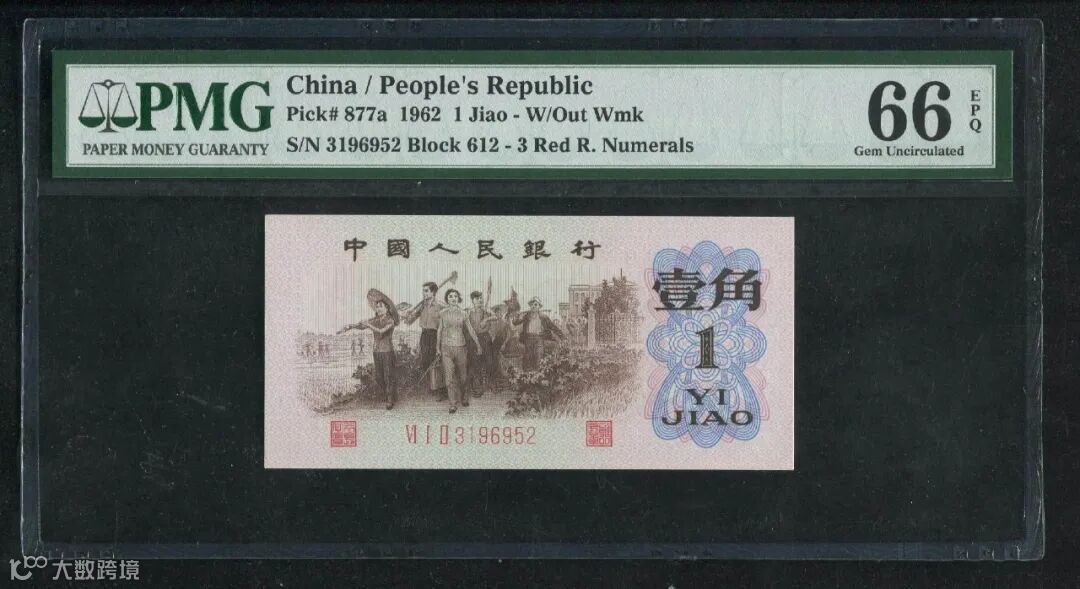 PMG
PAPER MONEY GUARANTY
China / People's Republic
Pick# 877a 1962 1 Jiao - W/Out Wmk
S/N 3196952 Block 612 - 3 Red R. Numerals
66
EPQ
Gem Uncirculated
中國人民銀行
壹角
1
YI
JIAO
VI I II 3196952
大数跨境